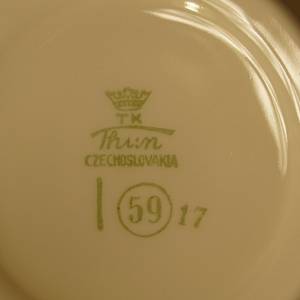 TK
Thun
CZECHOSLOVAKIA
| 59 17